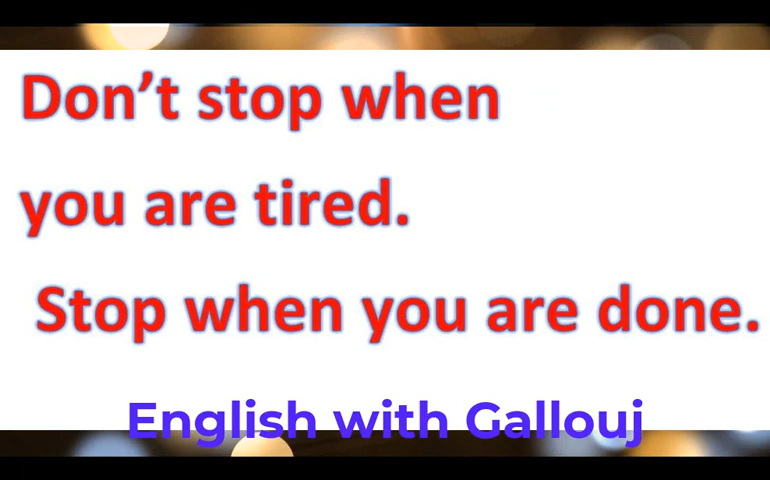 Don’t stop when
you are tired.
Stop when you are done.
English with Gallouj